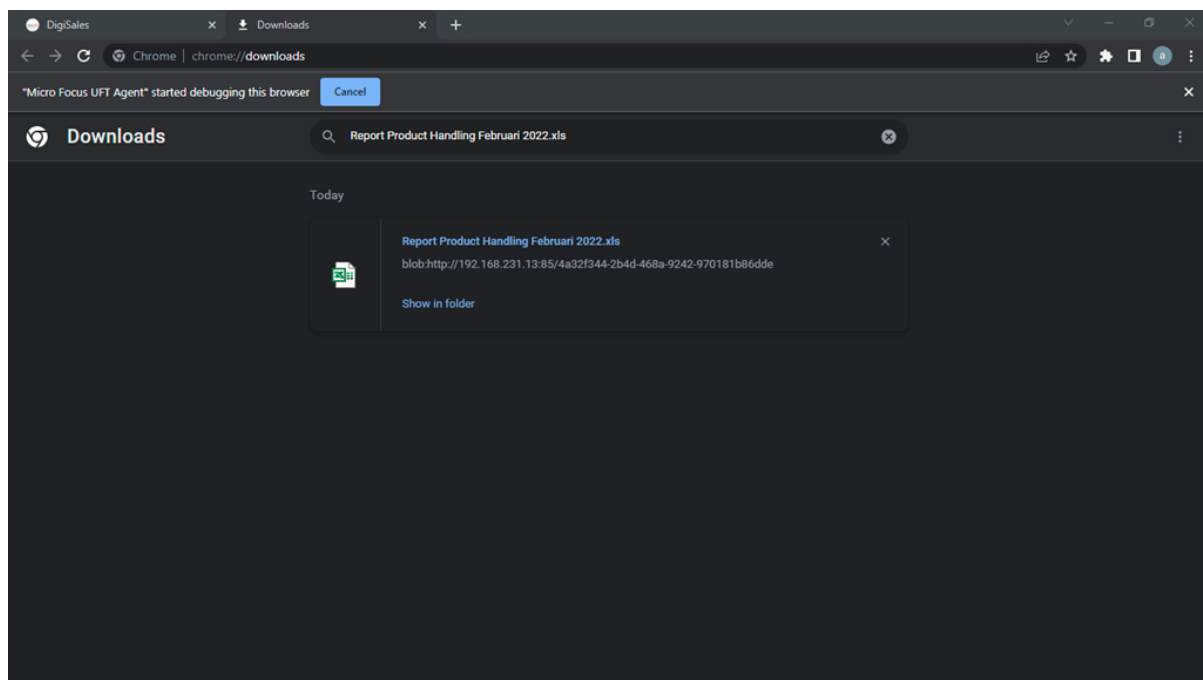 DigiSales
Downloads
Chrome | chrome://downloads
a
"Micro Focus UFT Agent" started debugging this browser
Cancel
Downloads
Report Product Handling Februari 2022.xls
Today
Report Product Handling Februari 2022.xls
blob:http://192.168.231.13:85/4a32f344-2b4d-468a-9242-970181b86dde
Show in folder